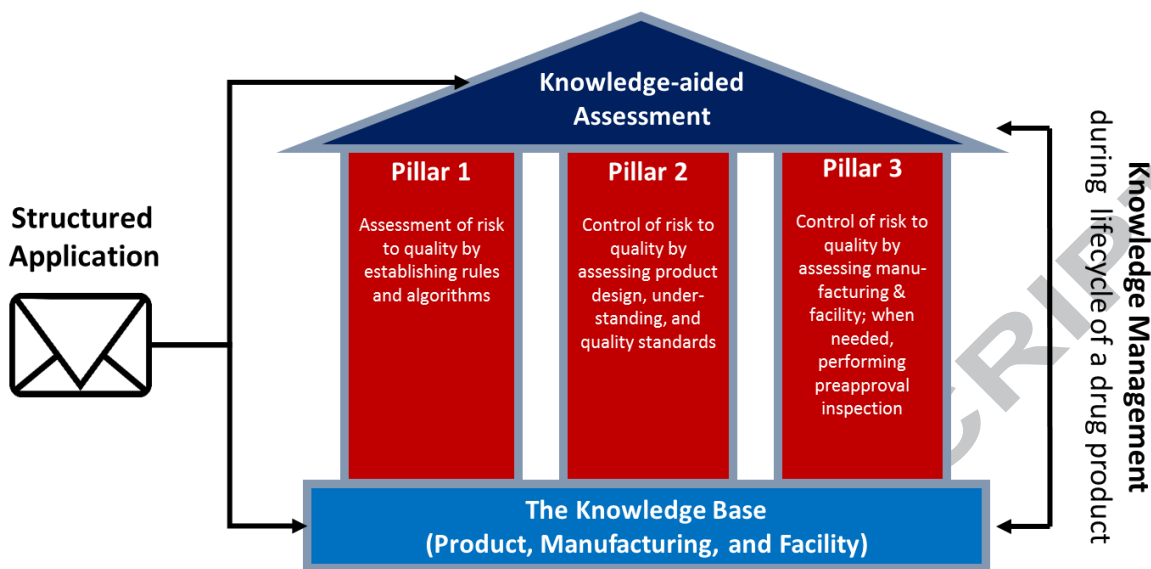 Knowledge-aided
Assessment
Structured
Application
Pillar 1
Assessment of risk
to quality by
establishing rules
and algorithms
Pillar 2
Control of risk to
quality by
assessing product
design, under-
standing, and
quality standards
Pillar 3
Control of risk to
quality by
assessing manu-
facturing &
facility; when
needed,
performing
preapproval
inspection
The Knowledge Base
(Product, Manufacturing, and Facility)
Knowledge Management
during lifecycle of a drug product